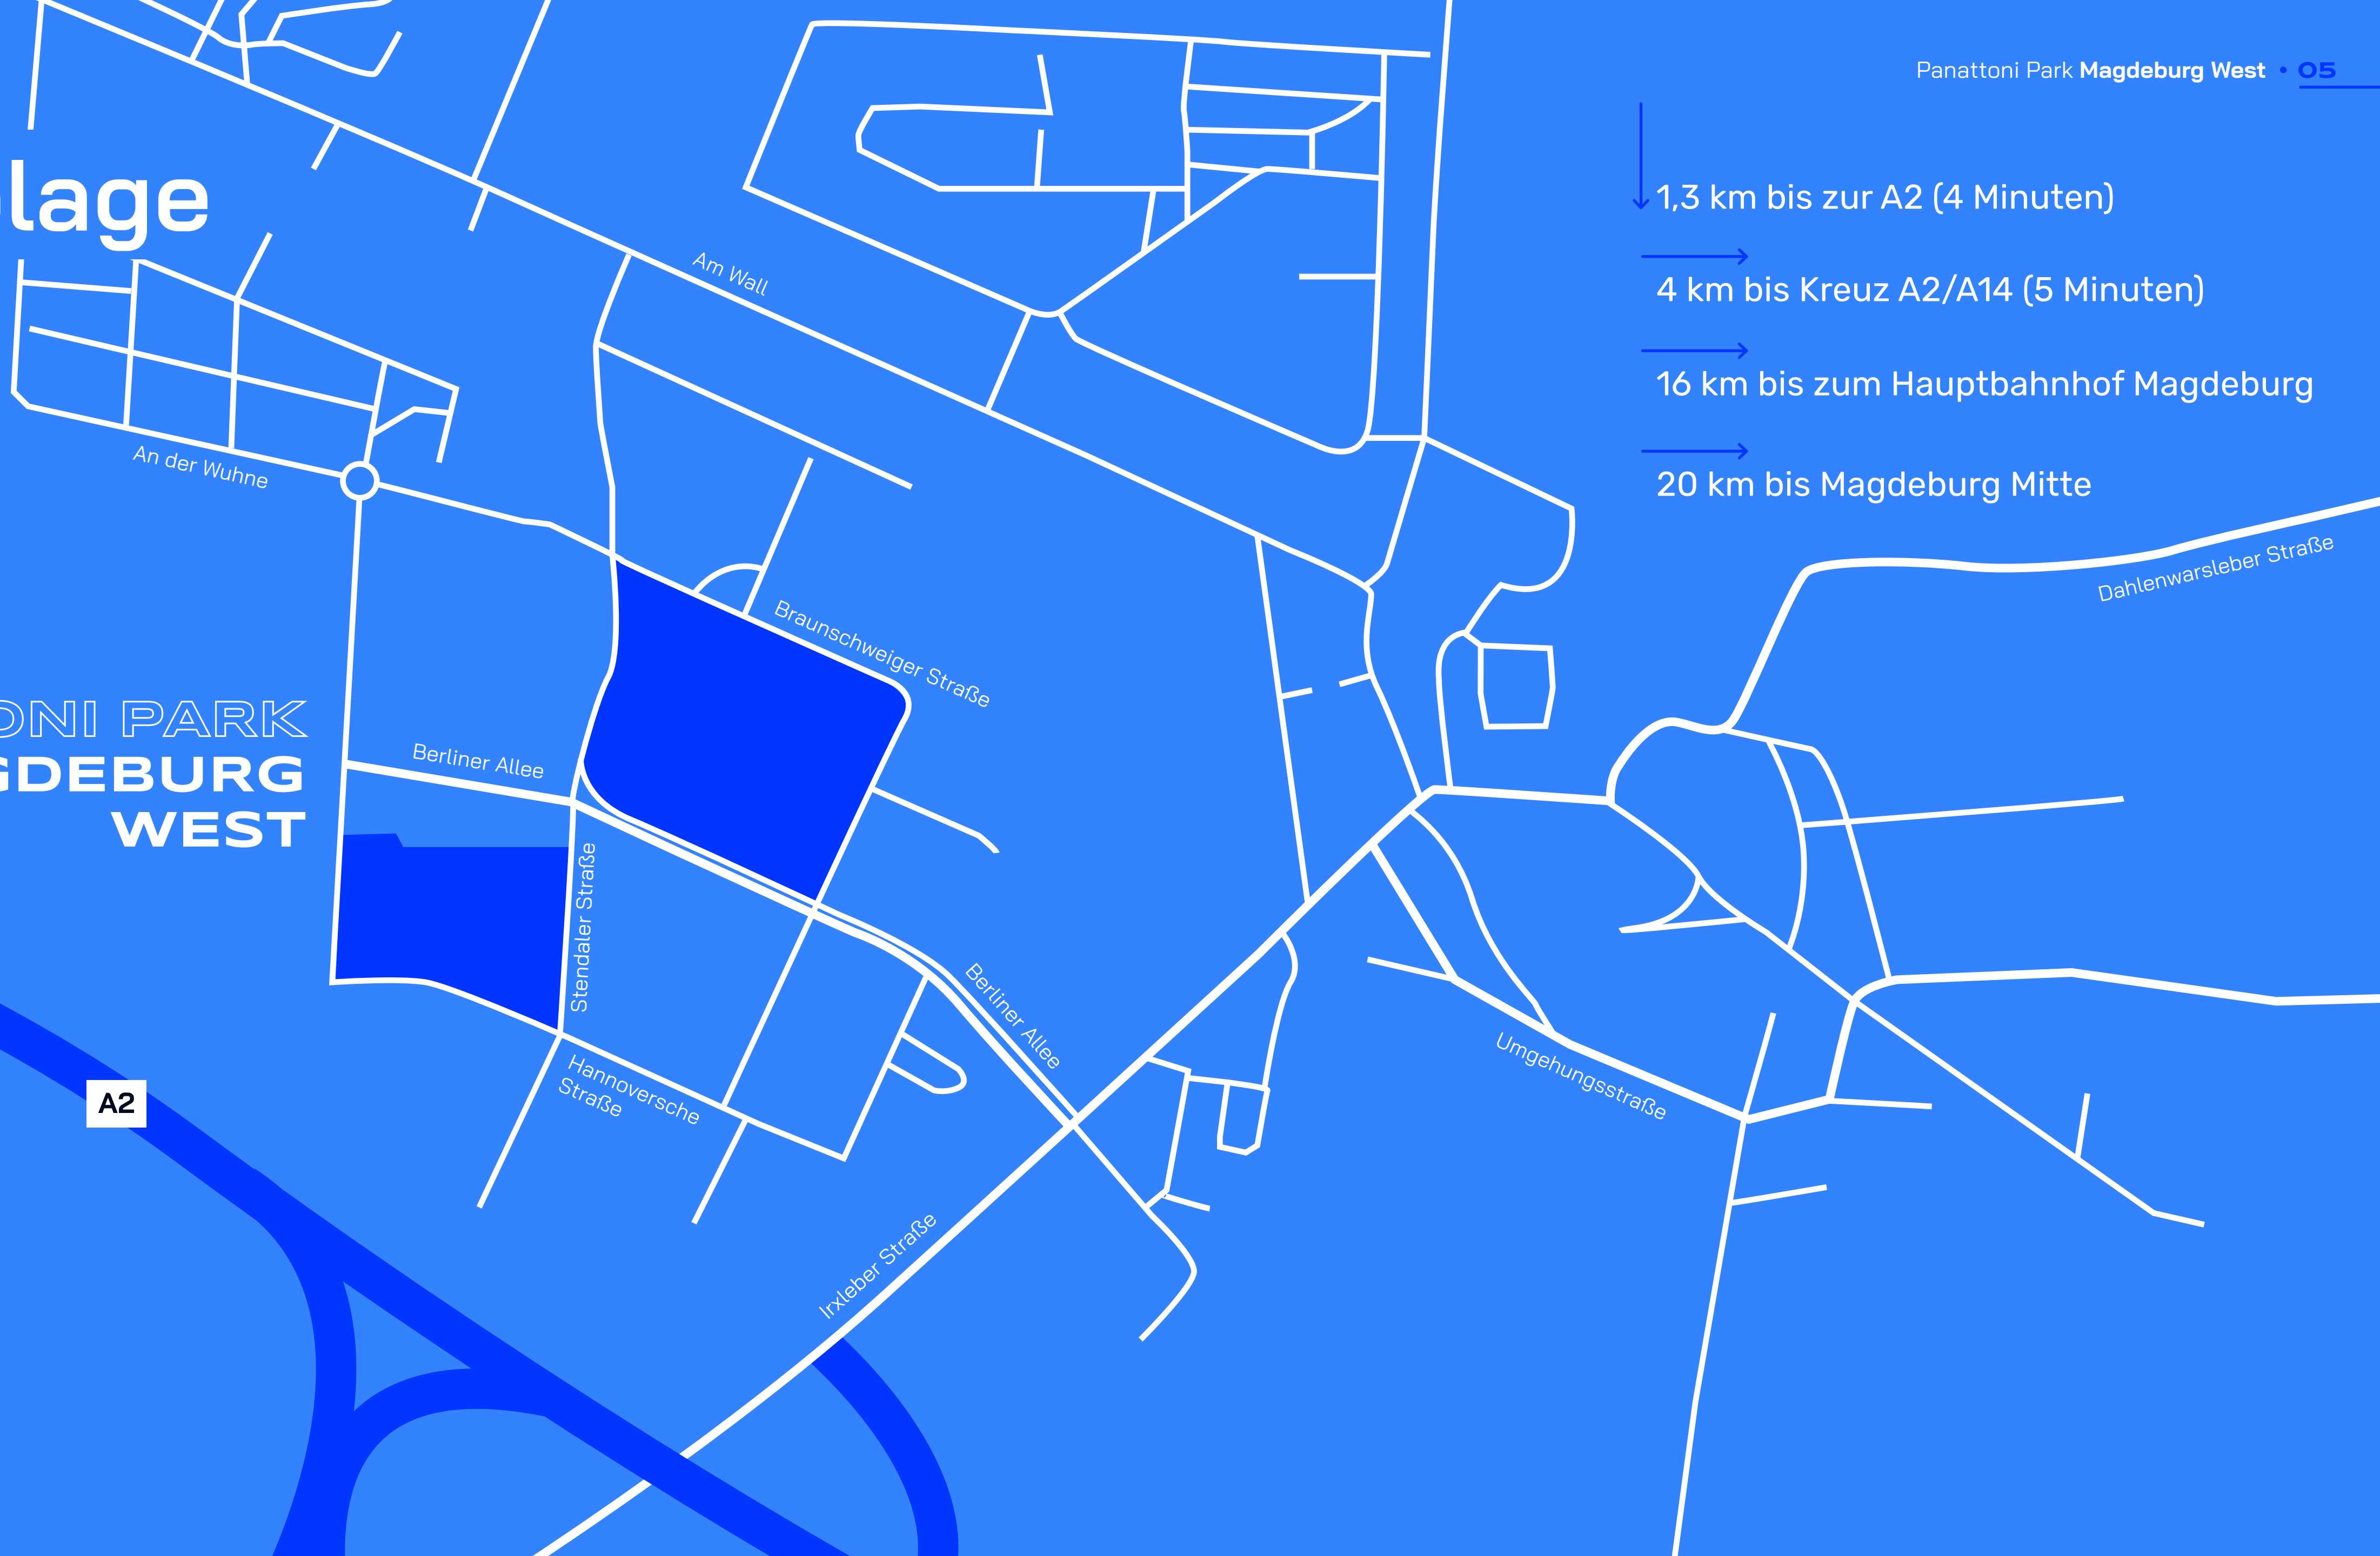 Panattoni Park Magdeburg West • 05
1,3 km bis zur A2 (4 Minuten)
4 km bis Kreuz A2/A14 (5 Minuten)
16 km bis zum Hauptbahnhof Magdeburg
20 km bis Magdeburg Mitte
lage
Am Wall
An der Wuhne
Dahlenwarsleber Straße
Braunschweiger Straße
ONI PARK
GDEBURG
WEST
Berliner Allee
Stendaler Straße
Berliner Allee
Umgehungsstraße
A2
Hannoversche
Straße
Irxleber Straße